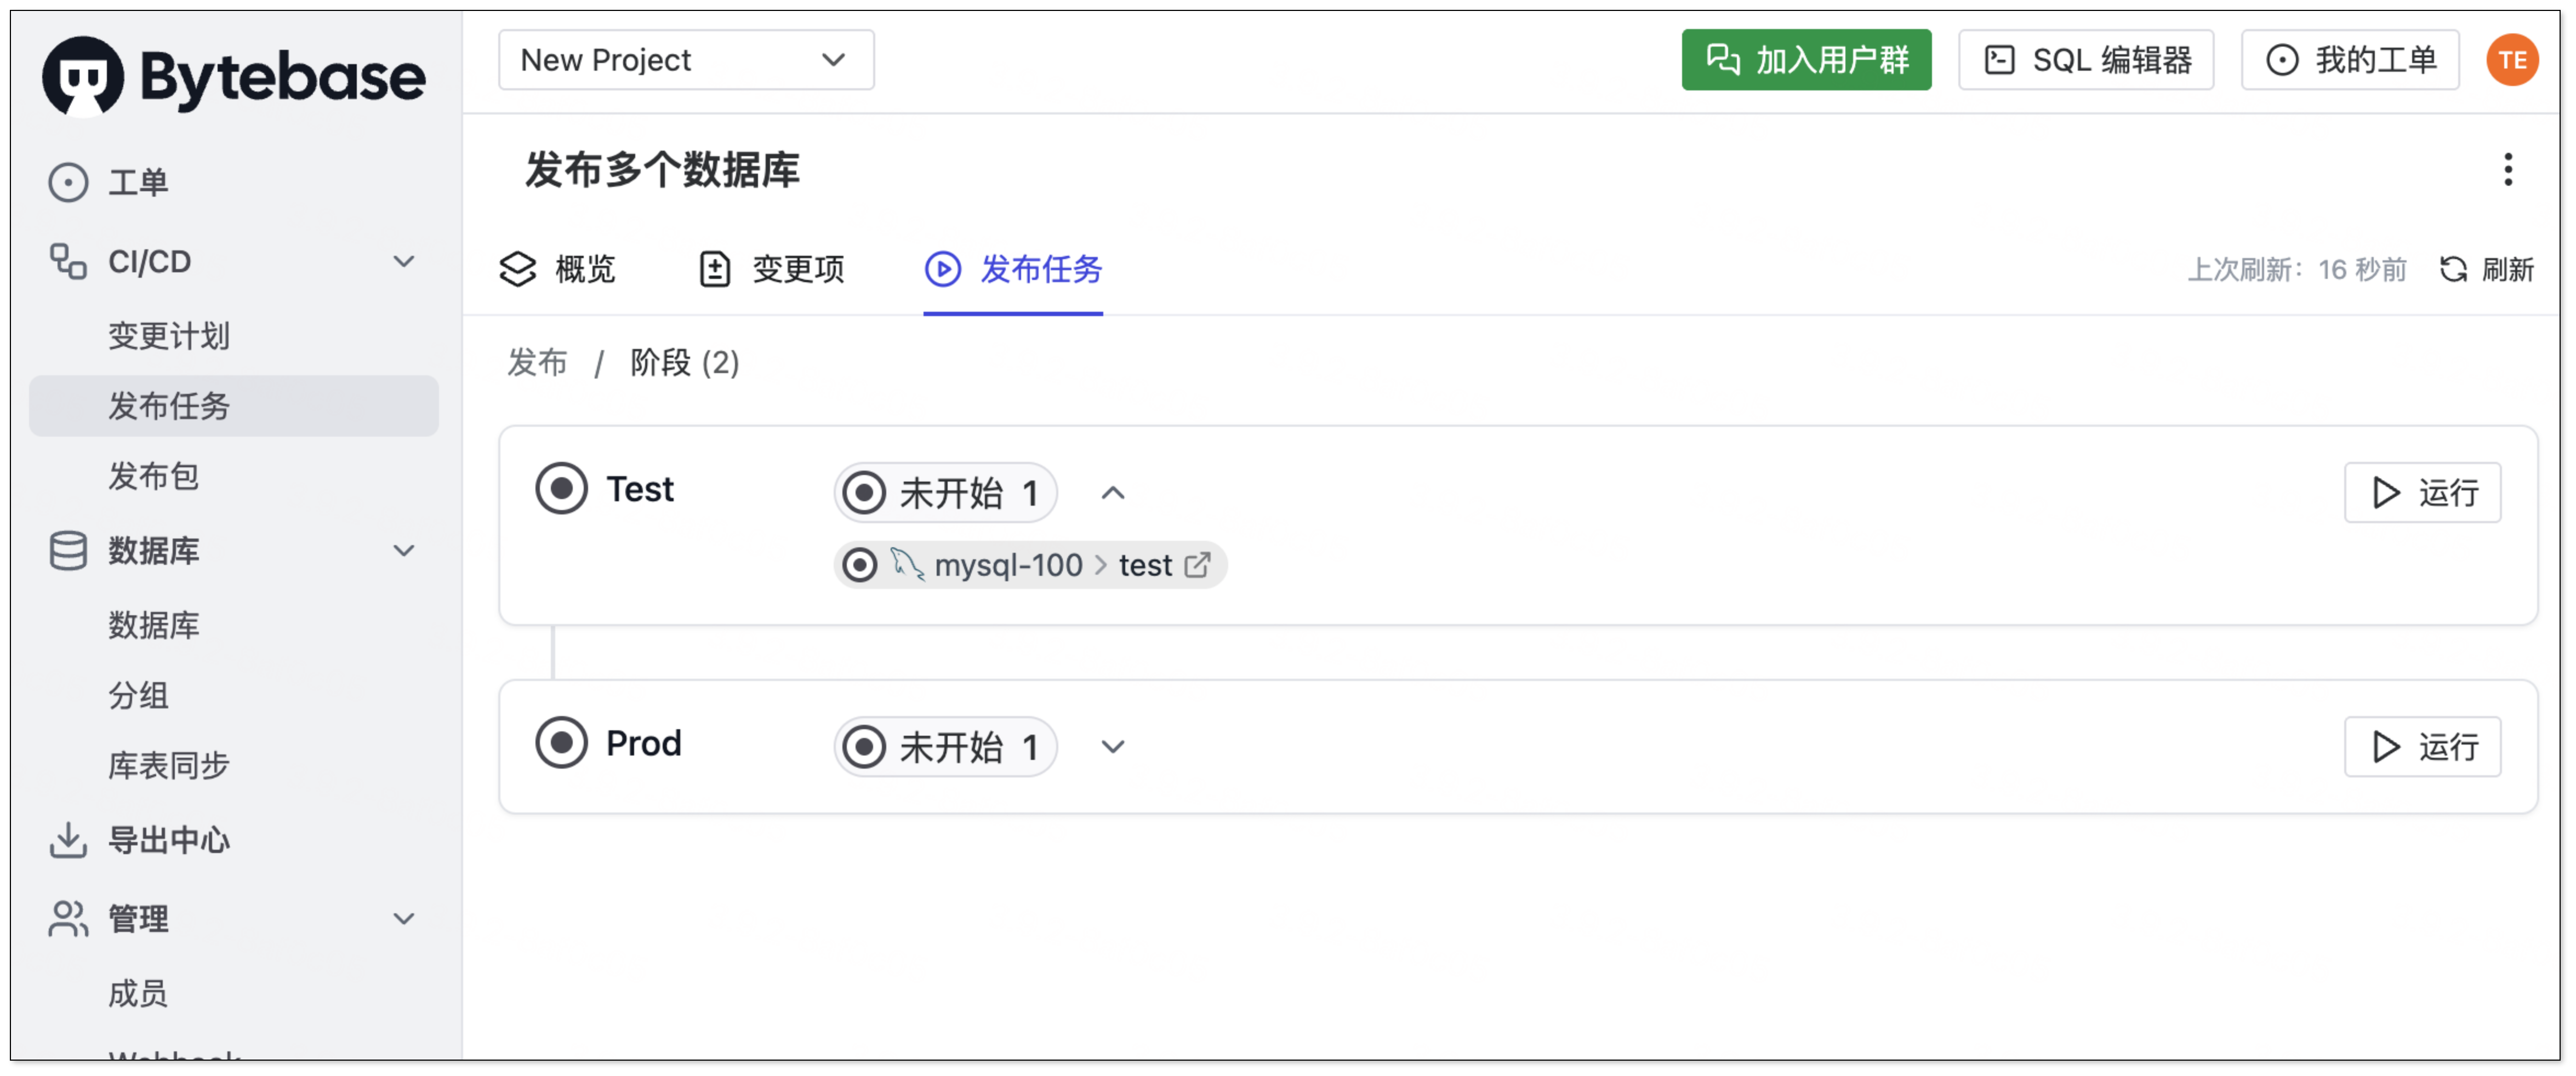 Bytebase
New Project
加入用户群
SQL 编辑器
我的工单
TE
工单
CI/CD
变更计划
发布任务
发布包
数据库
数据库
分组
库表同步
导出中心
管理
成员
Webhook
发布多个数据库
概览
变更项
发布任务
上次刷新：16 秒前
刷新
发布 / 阶段 (2)
Test
未开始 1
运行
mysql-100 > test
Prod
未开始 1
运行